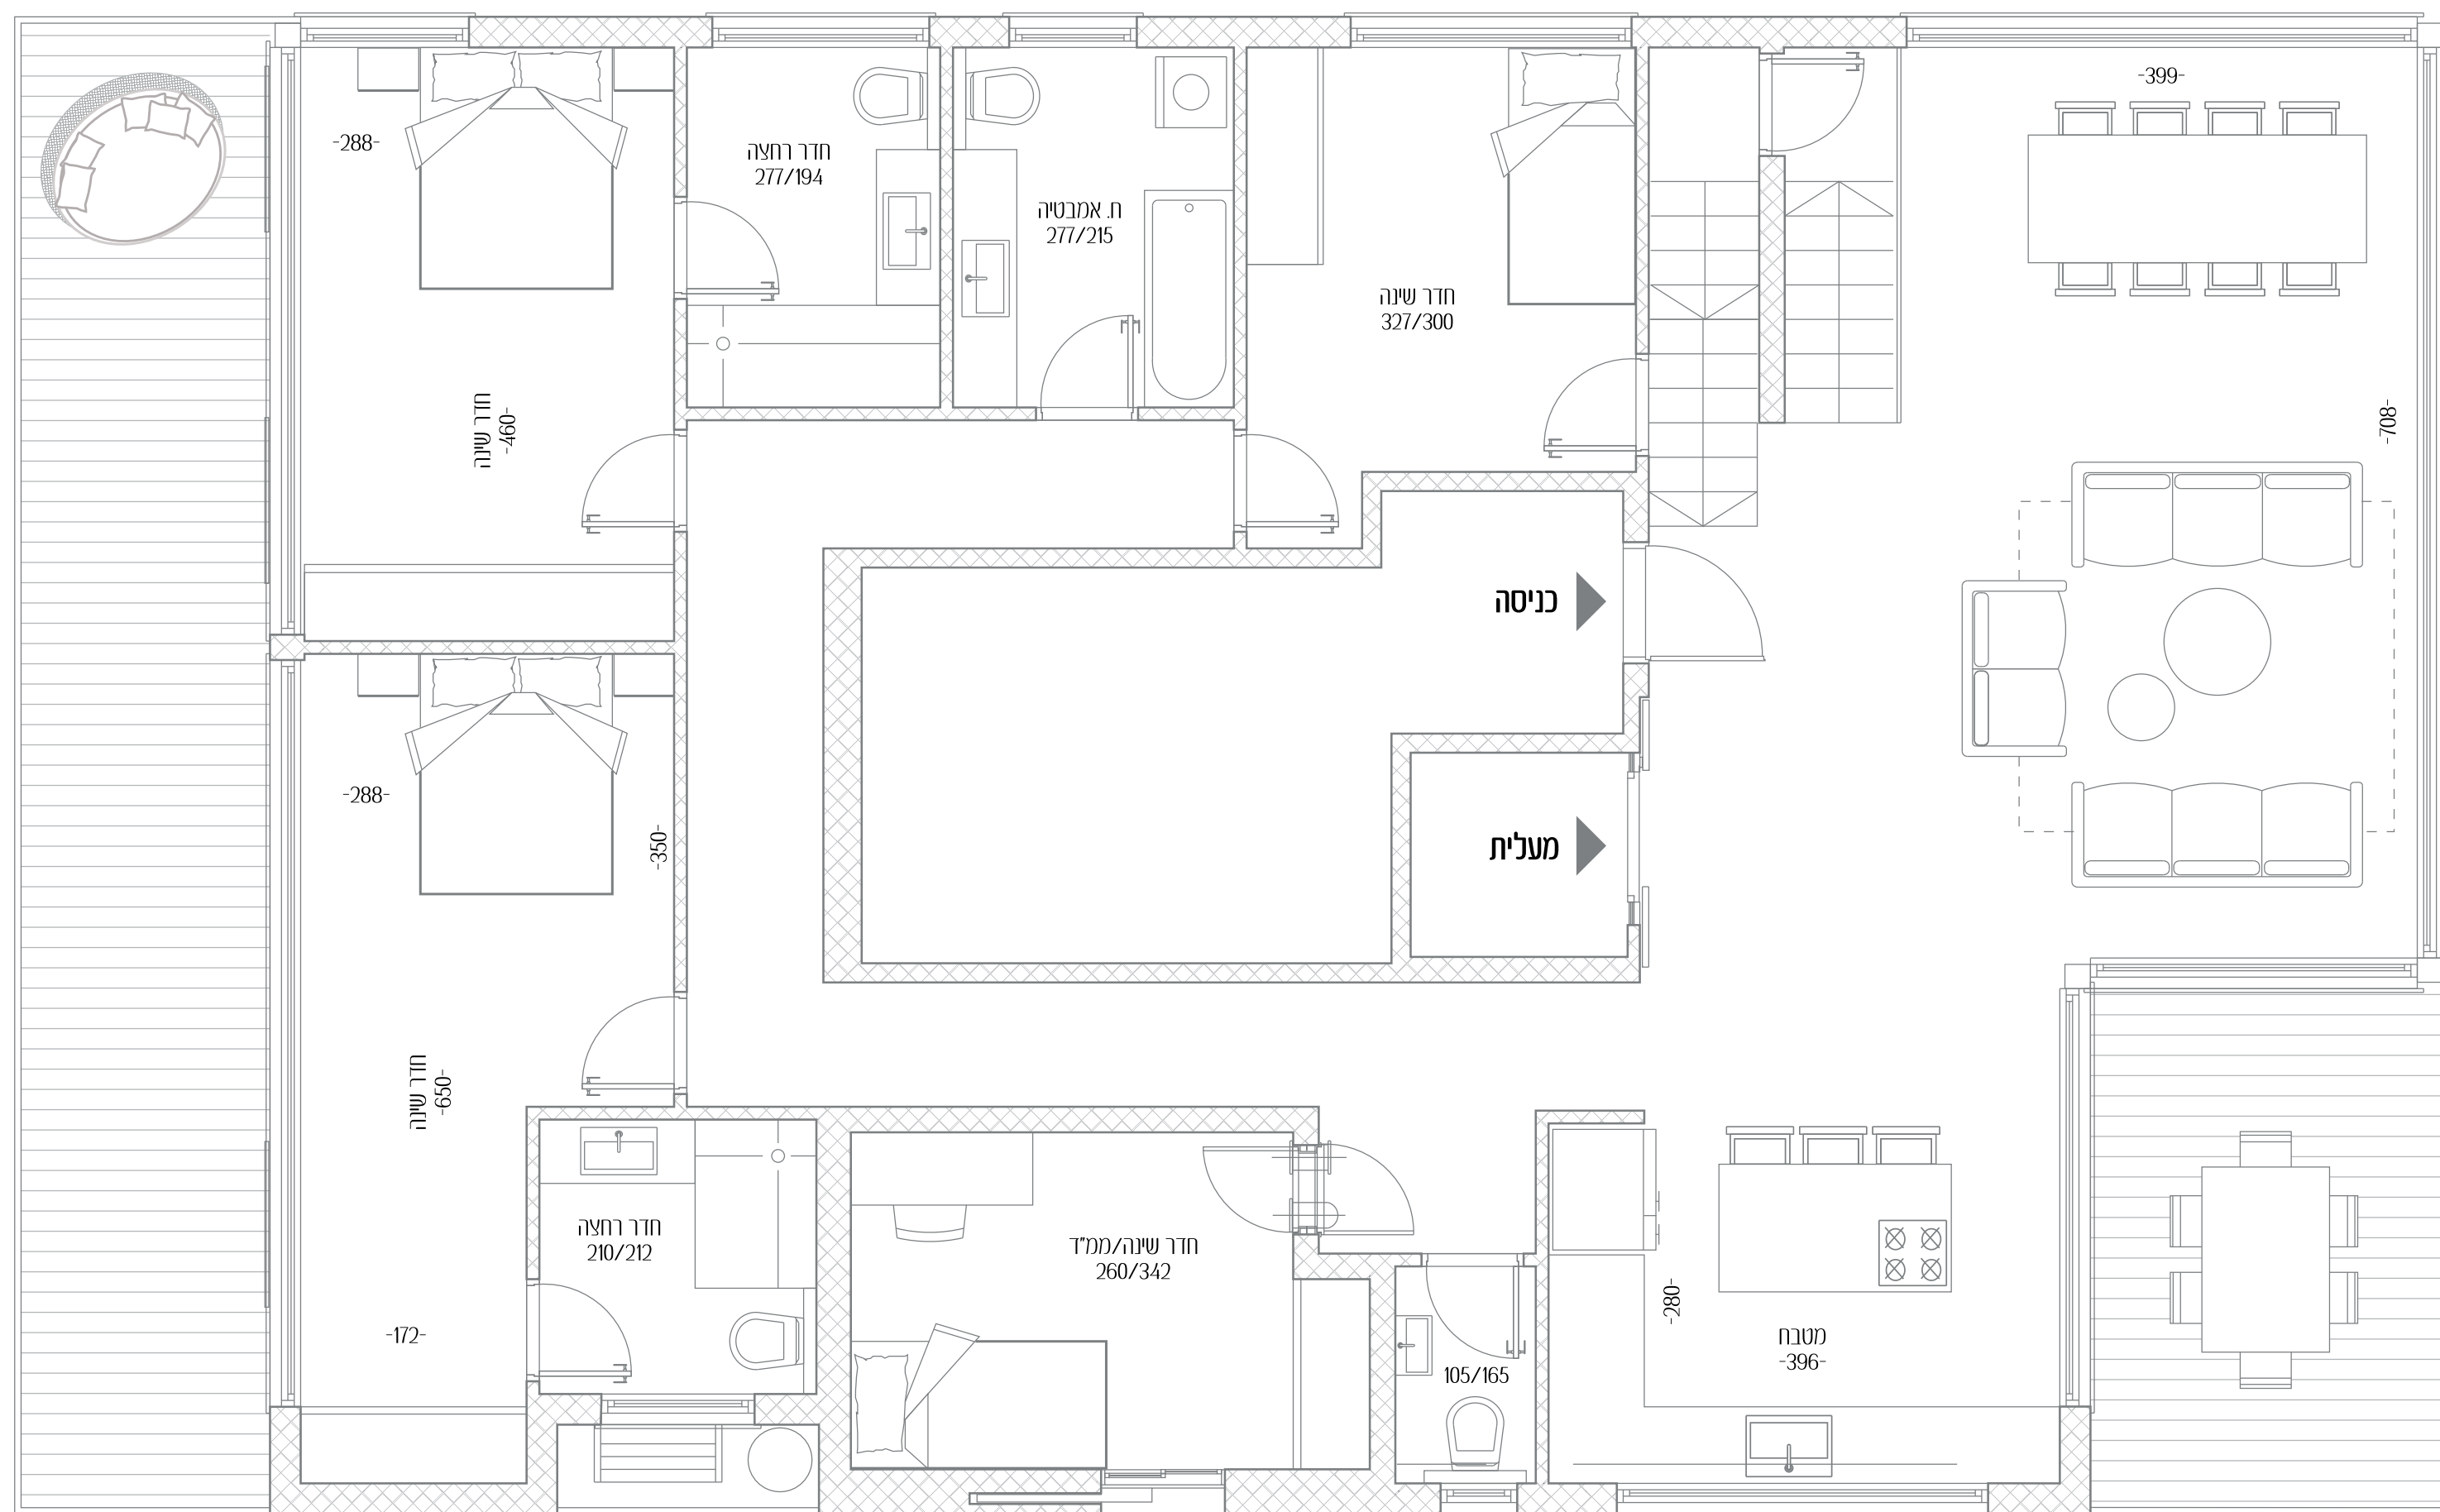 -399-
-288-
חדר רחצה
277/194
ח. אמבטיה
277/215
חדר שינה
327/300
חדר שינה
-460-
-708-
כניסה
מעלית
-288-
-350-
חדר שינה
-650-
חדר רחצה
210/212
חדר שינה/ממ"ד
260/342
-280-
-172-
מטבח
-396-
105/165